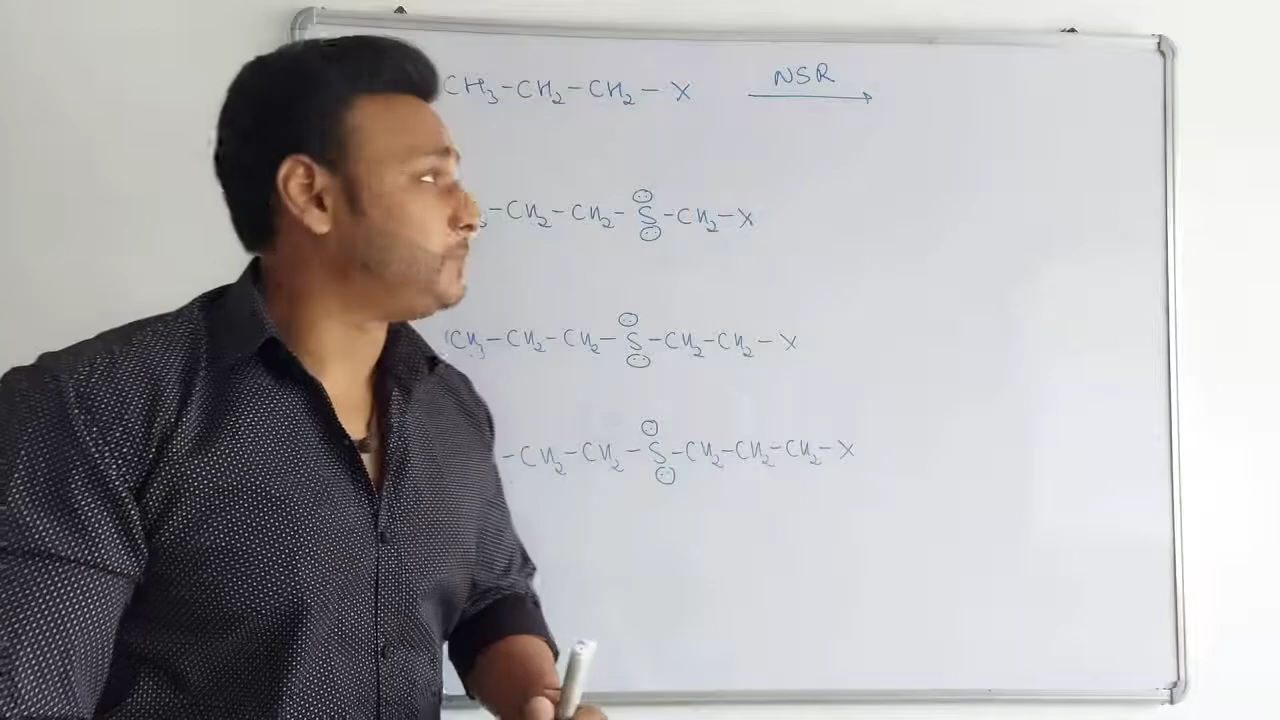 CH₃-CH₂-CH₂-X NSR →
-CH₂-CH₂-S̈-CH₂-X
CH₃-CH₂-CH₂-S̈-CH₂-CH₂-X
-CH₂-CH₂-S̈-CH₂-CH₂-CH₂-X